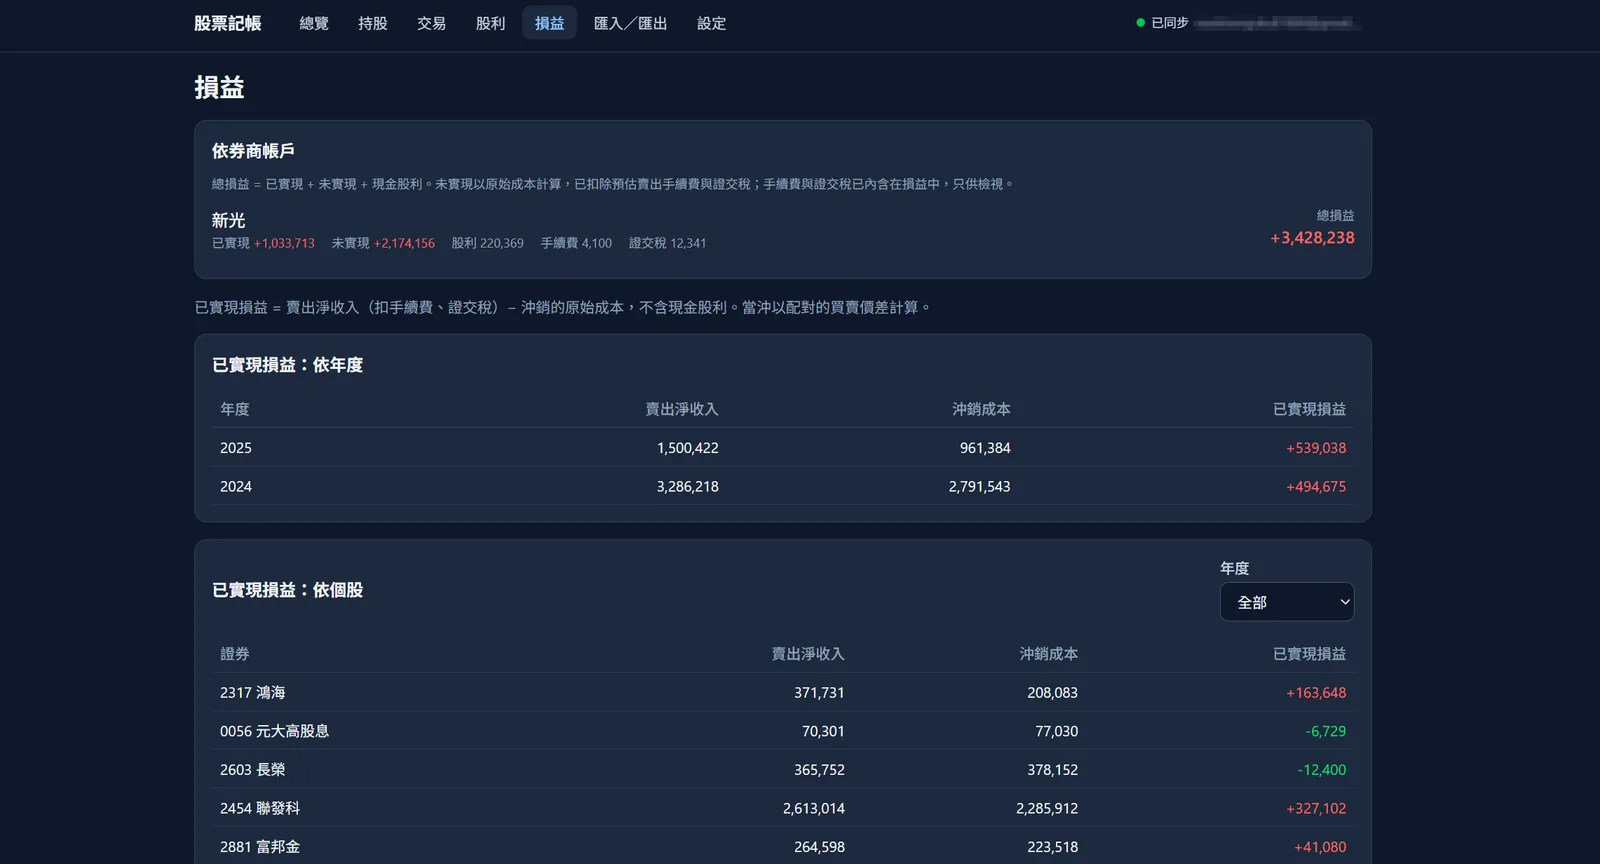 股票記帳 總覽 持股 交易 股利 損益 匯入／匯出 設定 已同步
損益
依券商帳戶
總損益 = 已實現 + 未實現 + 現金股利。未實現以原始成本計算，已扣除預估賣出手續費與證交稅；手續費與證交稅已內含在損益中，只供檢視。
新光 總損益
已實現 +1,033,713 未實現 +2,174,156 股利 220,369 手續費 4,100 證交稅 12,341 +3,428,238
已實現損益 = 賣出淨收入（扣手續費、證交稅）– 沖銷的原始成本，不含現金股利。當沖以配對的買賣價差計算。
已實現損益：依年度
年度 賣出淨收入 沖銷成本 已實現損益
2025 1,500,422 961,384 +539,038
2024 3,286,218 2,791,543 +494,675
年度
已實現損益：依個股 全部
證券 賣出淨收入 沖銷成本 已實現損益
2317 鴻海 371,731 208,083 +163,648
0056 元大高股息 70,301 77,030 -6,729
2603 長榮 365,752 378,152 -12,400
2454 聯發科 2,613,014 2,285,912 +327,102
2881 富邦金 264,598 223,518 +41,080